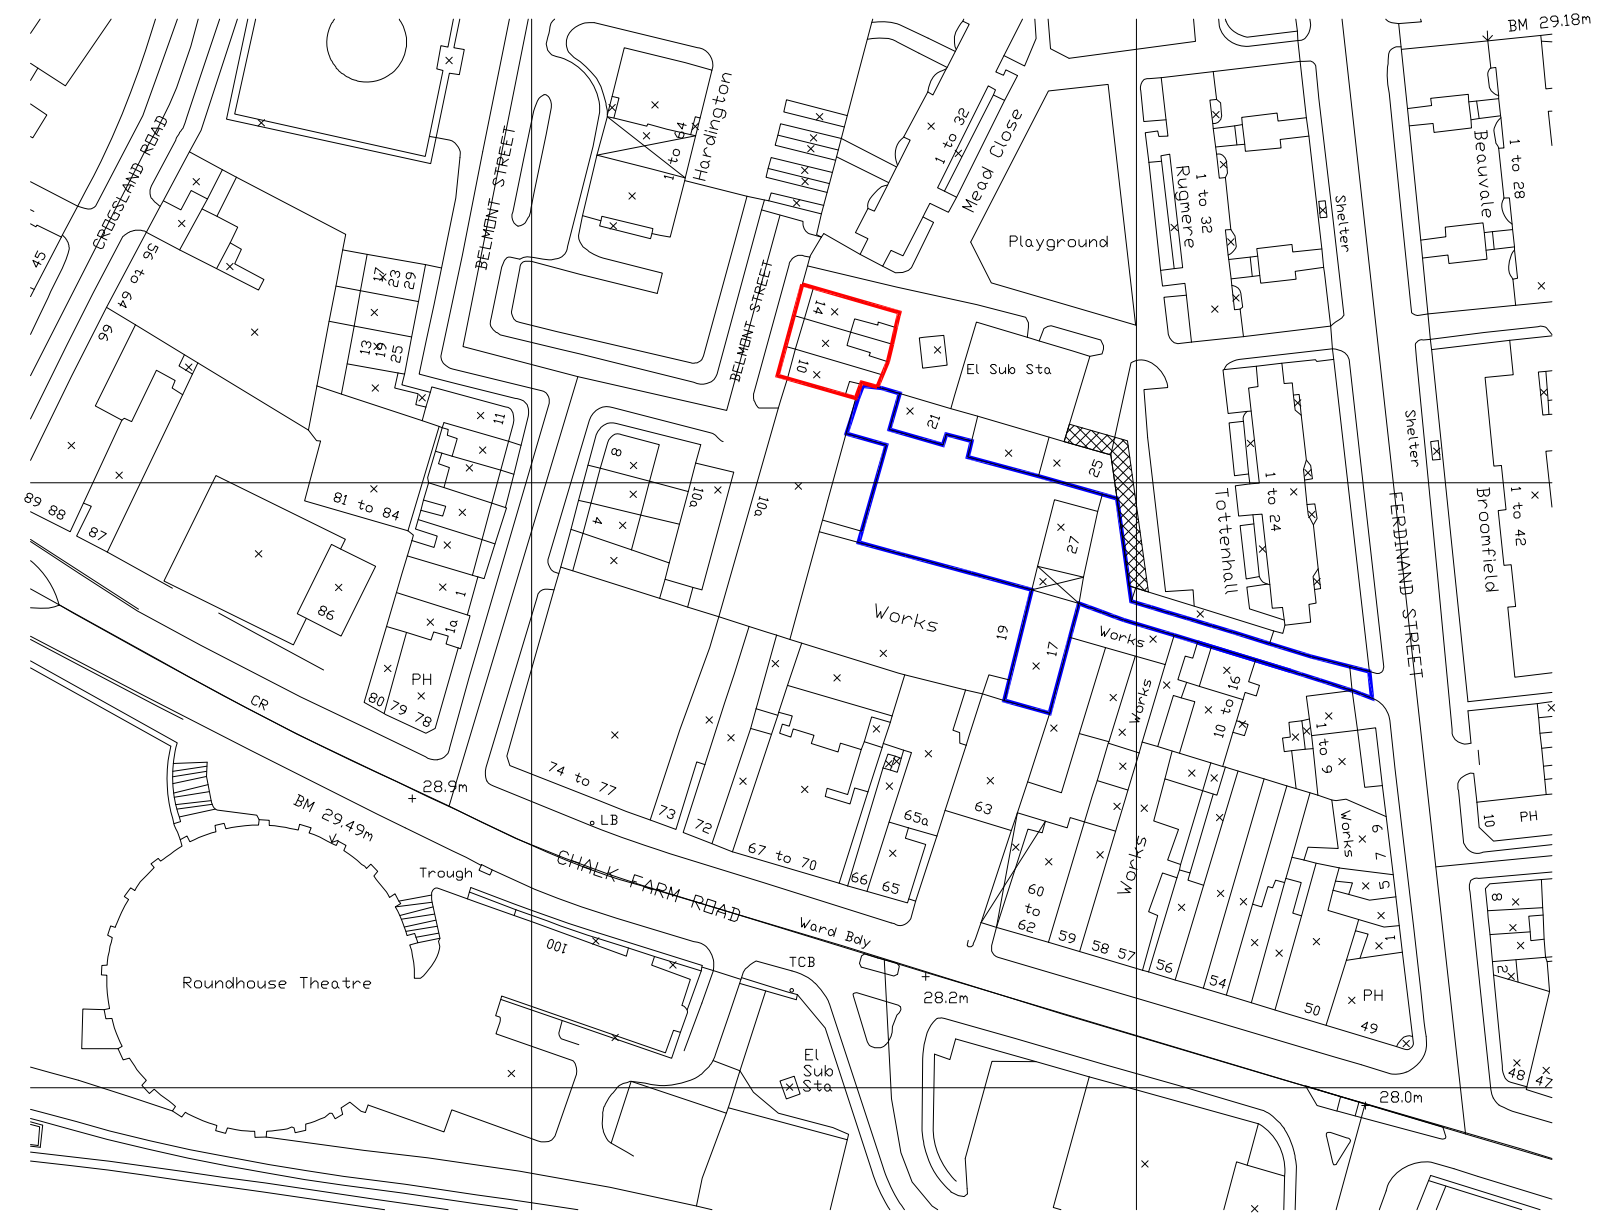 BM 29.18m
CROGSLAND ROAD
BELMONT STREET
Hardington
1 to 64
1 to 32
Mead Close
Playground
Rugmere
1 to 32
Shelter
Beauvale
1 to 28
45
56 to 64
66
17
23
29
13
19
25
11
BELMONT STREET
14
10
El Sub Sta
21
25
27
Shelter
FERDINAND STREET
Tottenhall
1 to 24
Broomfield
1 to 42
89 88
87
86
81 to 84
8
4
10a
10a
1
1a
PH
80 79 78
Works
19
17
Works
Works
10 to 16
1 to 9
CR
28.9m
BM 29.49m
74 to 77
73
72
LB
67 to 70
66
65
65a
63
60
to
62
59
58 57
56
54
50
49
PH
Works
Works
6
7
5
1
10
PH
8
2
48
47
Trough
CHALK FARM ROAD
Ward Bdy
100
TCB
28.2m
Roundhouse Theatre
El
Sub
Sta
28.0m